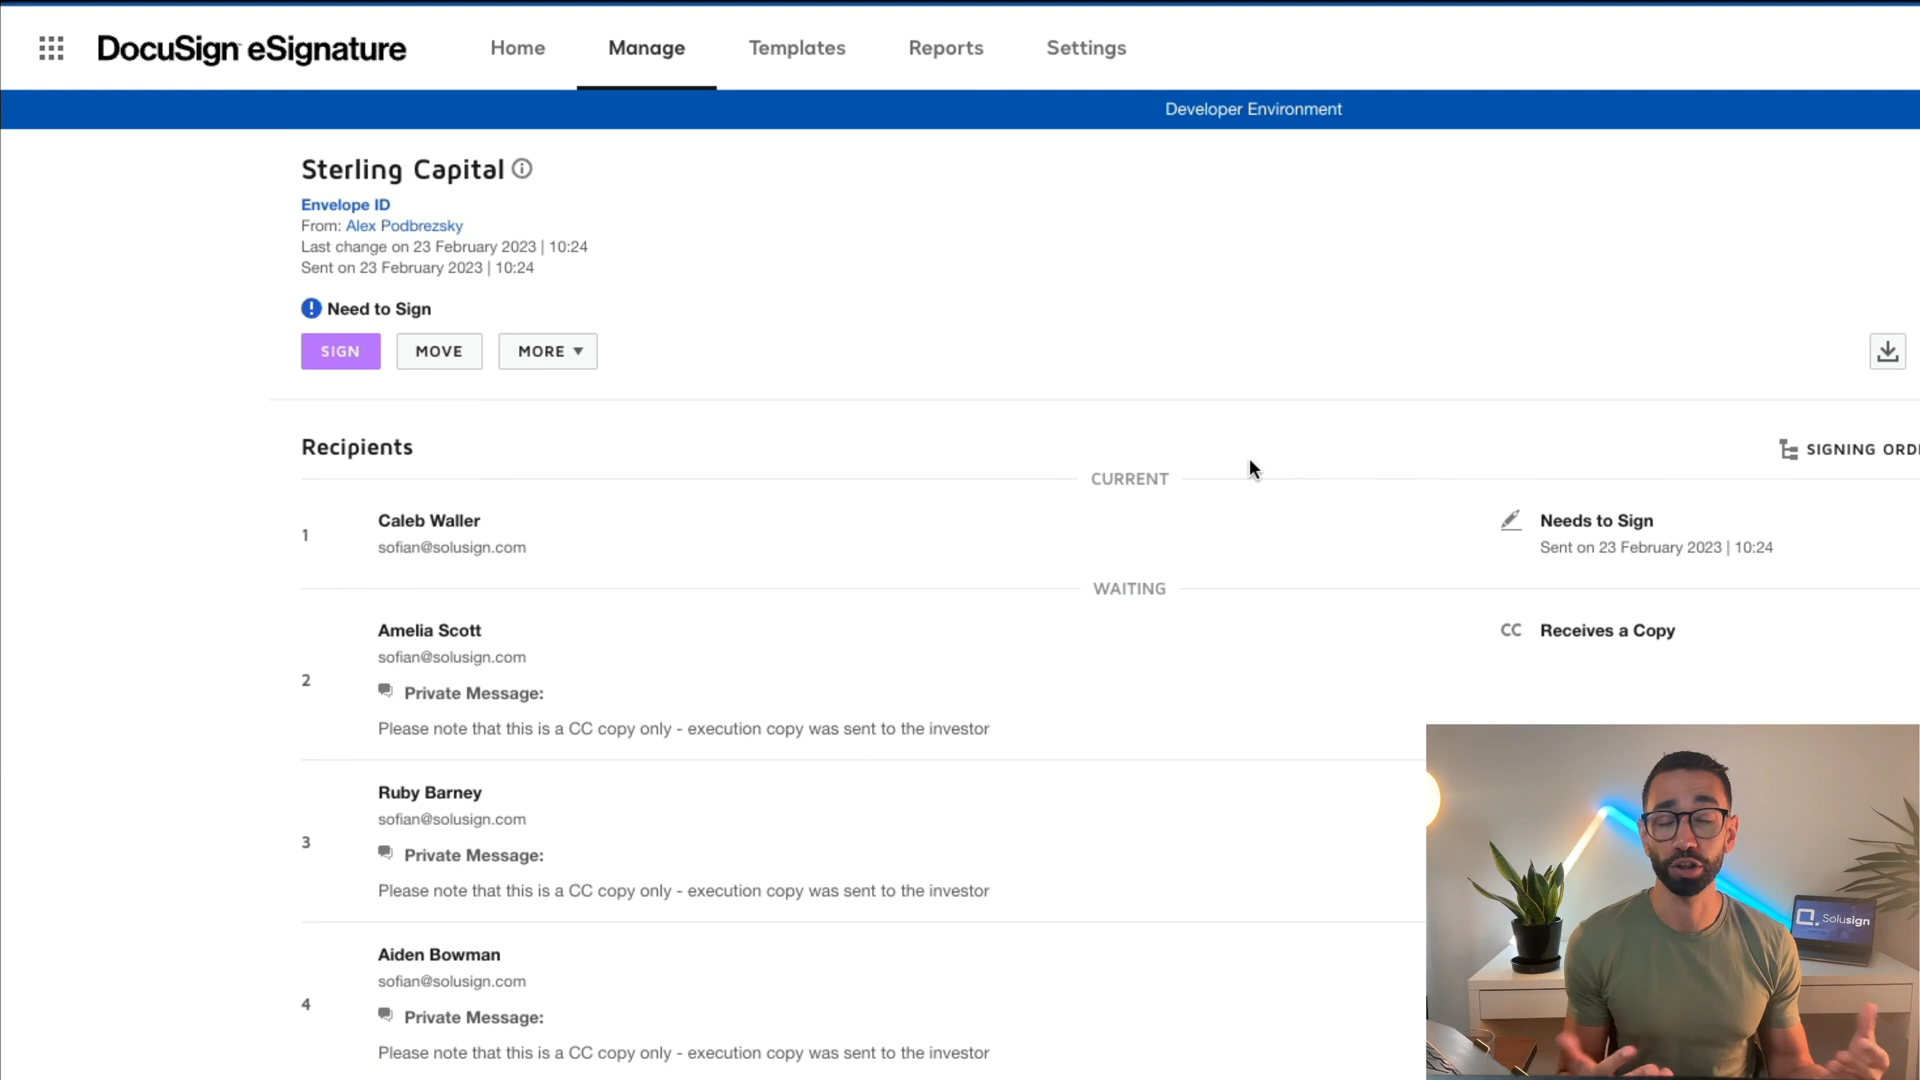 DocuSign eSignature
Home
Manage
Templates
Reports
Settings
Developer Environment
Sterling Capital
Envelope ID
From: Alex Podbrezsky
Last change on 23 February 2023 | 10:24
Sent on 23 February 2023 | 10:24
Need to Sign
SIGN
MOVE
MORE
Recipients
SIGNING ORD
CURRENT
1
Caleb Waller
sofian@solusign.com
Needs to Sign
Sent on 23 February 2023 | 10:24
WAITING
2
Amelia Scott
sofian@solusign.com
CC Receives a Copy
Private Message:
Please note that this is a CC copy only - execution copy was sent to the investor
3
Ruby Barney
sofian@solusign.com
Private Message:
Please note that this is a CC copy only - execution copy was sent to the investor
4
Aiden Bowman
sofian@solusign.com
Private Message:
Please note that this is a CC copy only - execution copy was sent to the investor
Solusign